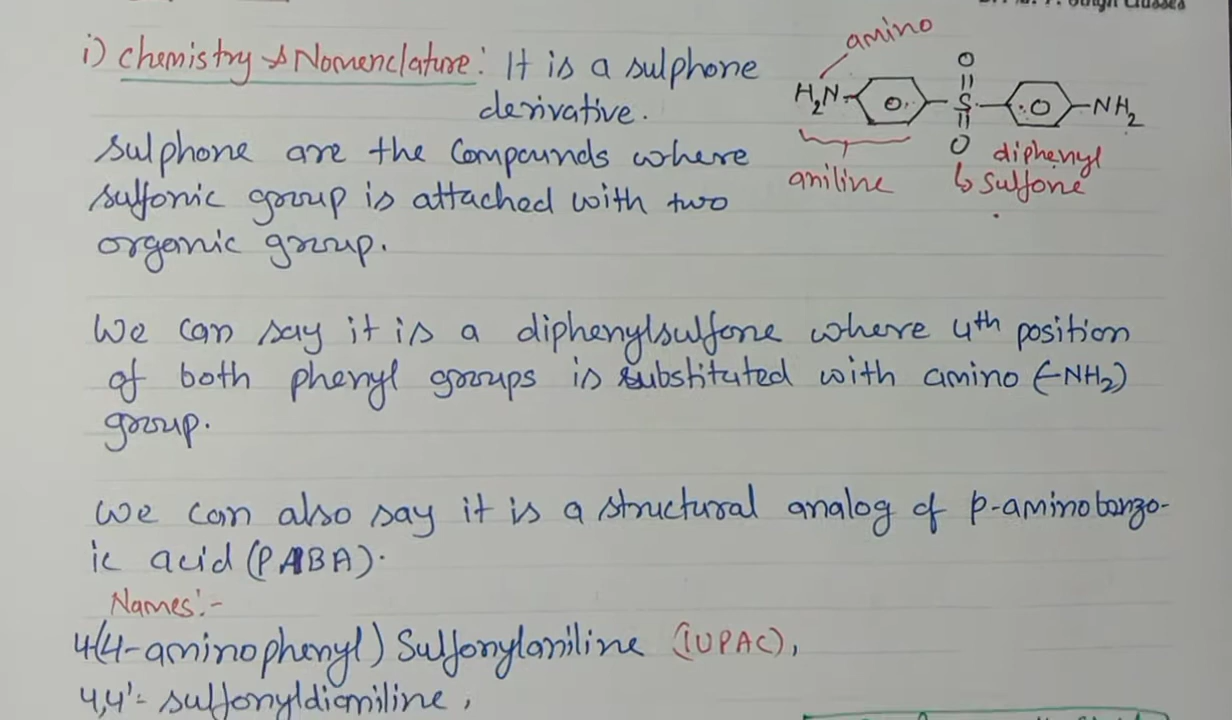 Singh Classes
i) Chemistry & Nomenclature: It is a sulphone
derivative.
Sulphone are the compounds where
sulfonic group is attached with two
organic group.
amino
H2N
O
S
O
NH2
aniline
diphenyl
sulfone
We can say it is a diphenylsulfone where 4th position
of both phenyl groups is substituted with amino (-NH2)
group.
We can also say it is a structural analog of p-aminobenzo-
ic acid (PABA).
Names:-
4(4-aminophenyl) Sulfonylaniline (IUPAC),
4,4'- sulfonyldianiline,